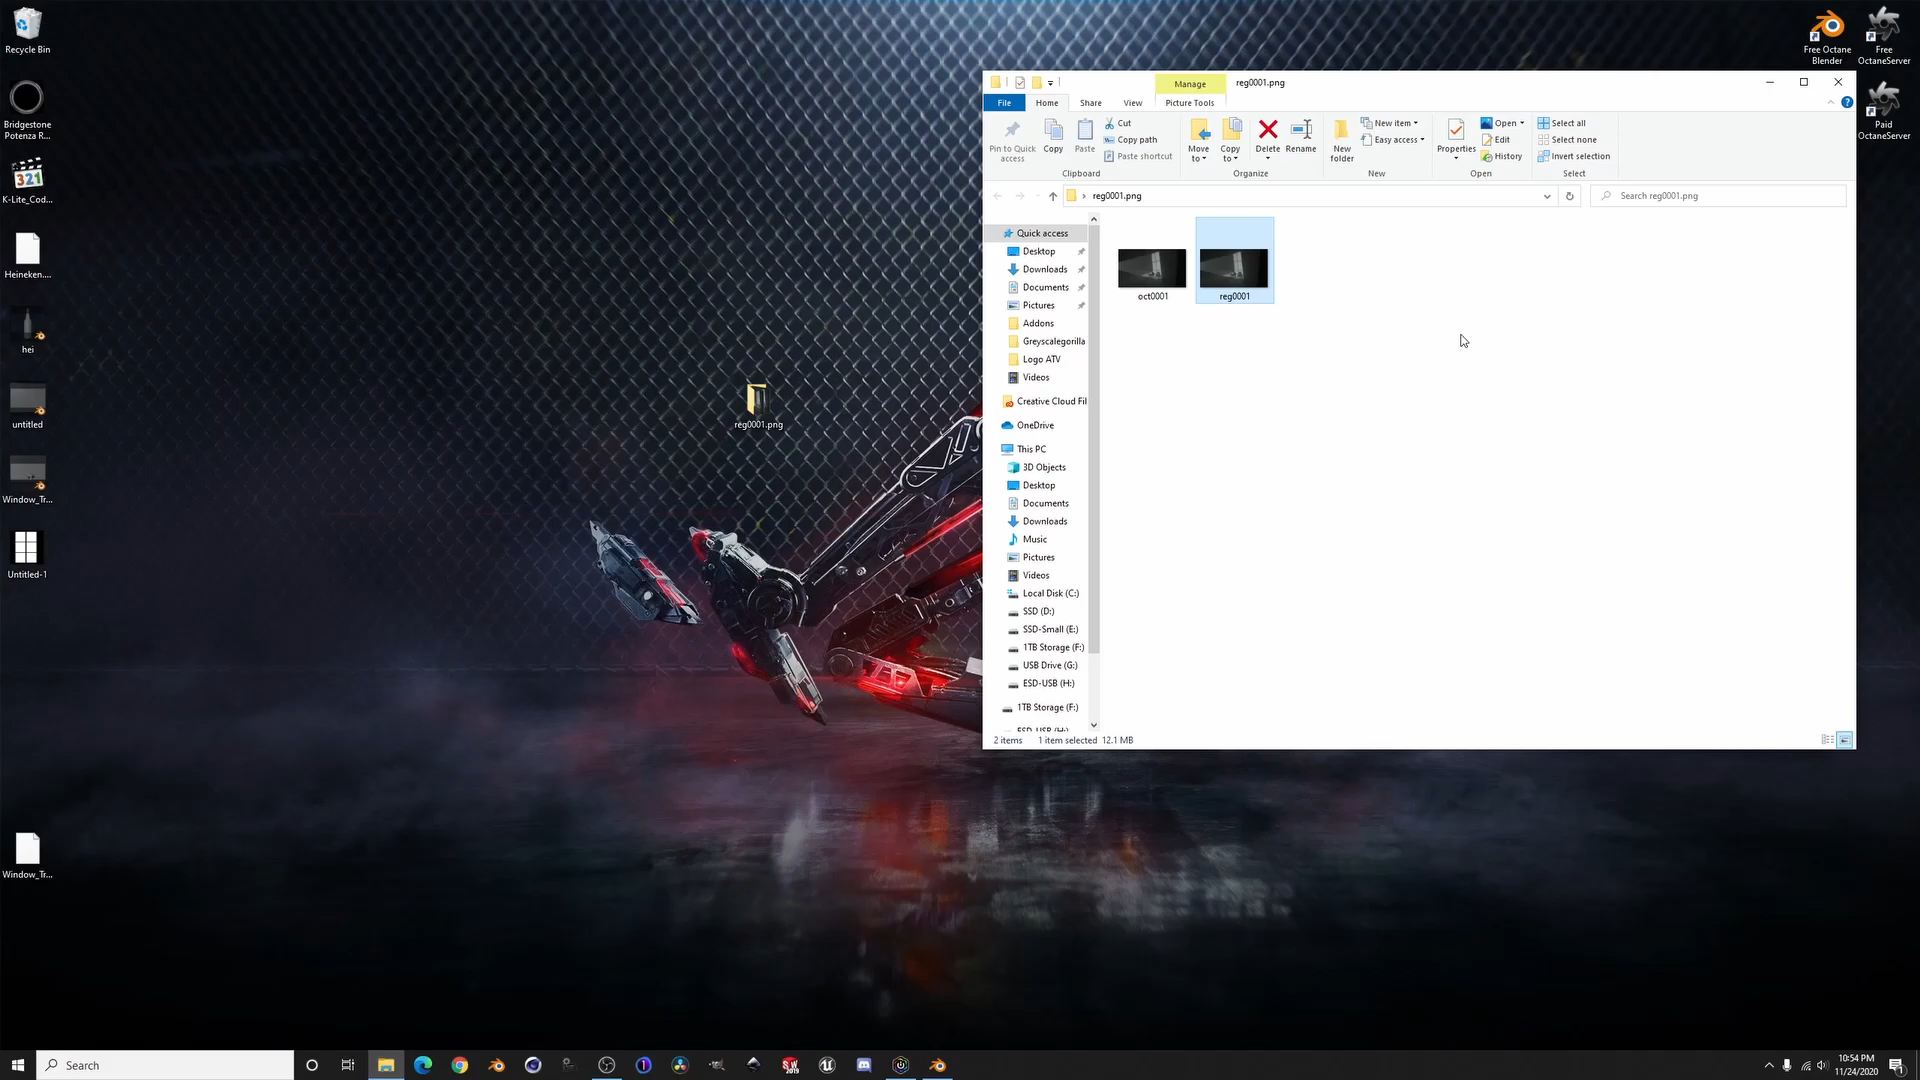 Recycle Bin
Bridgestone
Potenza R...
K-Lite_Cod...
Heineken....
hei
untitled
Window_Tr...
Untitled-1
Window_Tr...
reg0001.png
Free Octane
Blender
Free
OctaneServer
Paid
OctaneServer
Manage
reg0001.png
File
Home
Share
View
Picture Tools
Pin to Quick
access
Copy
Paste
Cut
Copy path
Paste shortcut
Clipboard
Move
to
Copy
to
Delete
Rename
Organize
New
folder
New item
Easy access
New
Properties
Open
Edit
History
Open
Select all
Select none
Invert selection
Select
reg0001.png
Search reg0001.png
Quick access
Desktop
Downloads
Documents
Pictures
Addons
Greyscalegorilla
Logo ATV
Videos
Creative Cloud Fil
OneDrive
This PC
3D Objects
Desktop
Documents
Downloads
Music
Pictures
Videos
Local Disk (C:)
SSD (D:)
SSD-Small (E:)
1TB Storage (F:)
USB Drive (G:)
ESD-USB (H:)
1TB Storage (F:)
ESD-USB (H:)
oct0001
reg0001
2 items
1 item selected
12.1 MB
Search
10:54 PM
11/24/2020